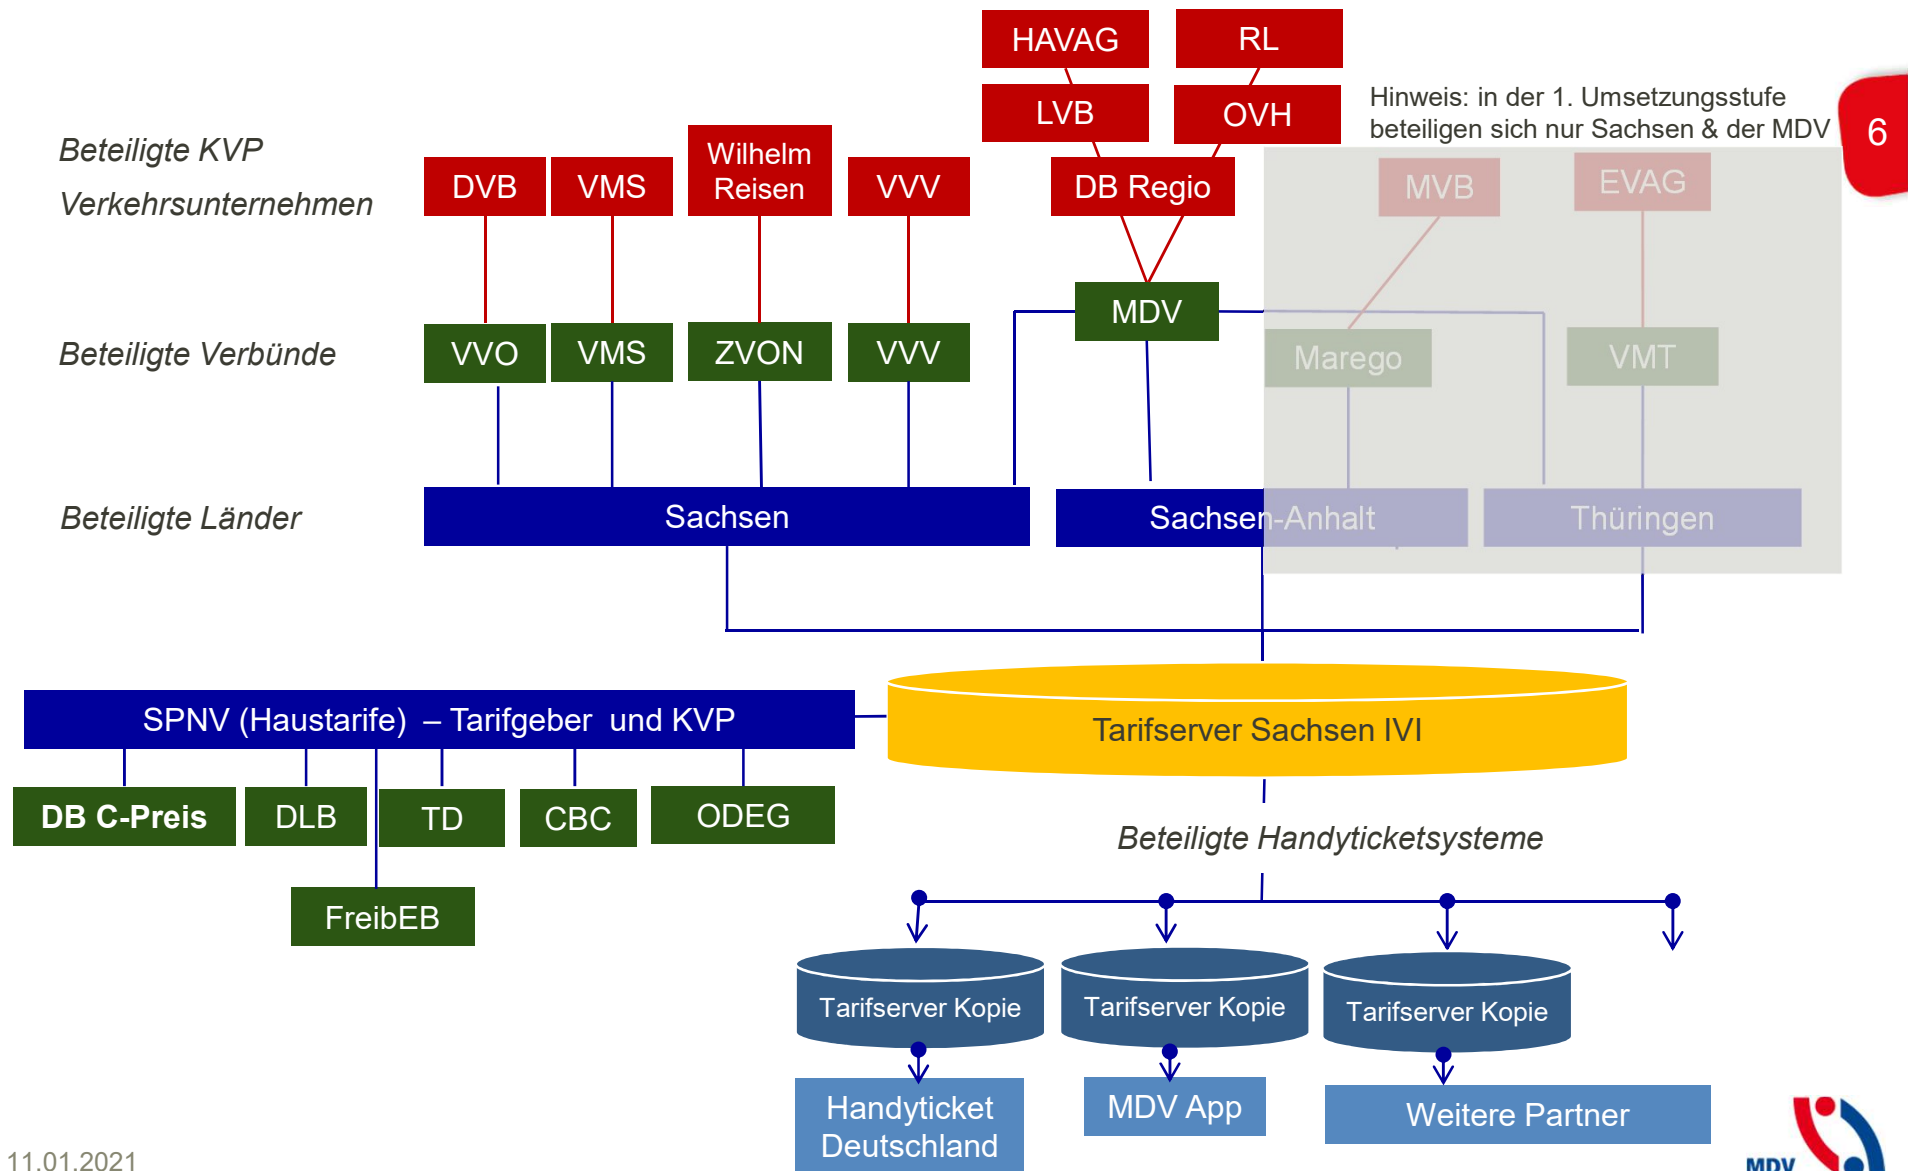 HAVAG
RL
Hinweis: in der 1. Umsetzungsstufe
beteiligen sich nur Sachsen & der MDV
6
LVB
OVH
Beteiligte KVP
Verkehrsunternehmen
DVB
VMS
Wilhelm
Reisen
VVV
DB Regio
MVB
EVAG
MDV
Beteiligte Verbünde
VVO
VMS
ZVON
VVV
Marego
VMT
Beteiligte Länder
Sachsen
Sachsen-Anhalt
Thüringen
SPNV (Haustarife) – Tarifgeber und KVP
Tarifserver Sachsen IVI
DB C-Preis
DLB
TD
CBC
ODEG
FreibEB
Beteiligte Handyticketsysteme
Tarifserver Kopie
Tarifserver Kopie
Tarifserver Kopie
Handyticket
Deutschland
MDV App
Weitere Partner
11.01.2021
MDV